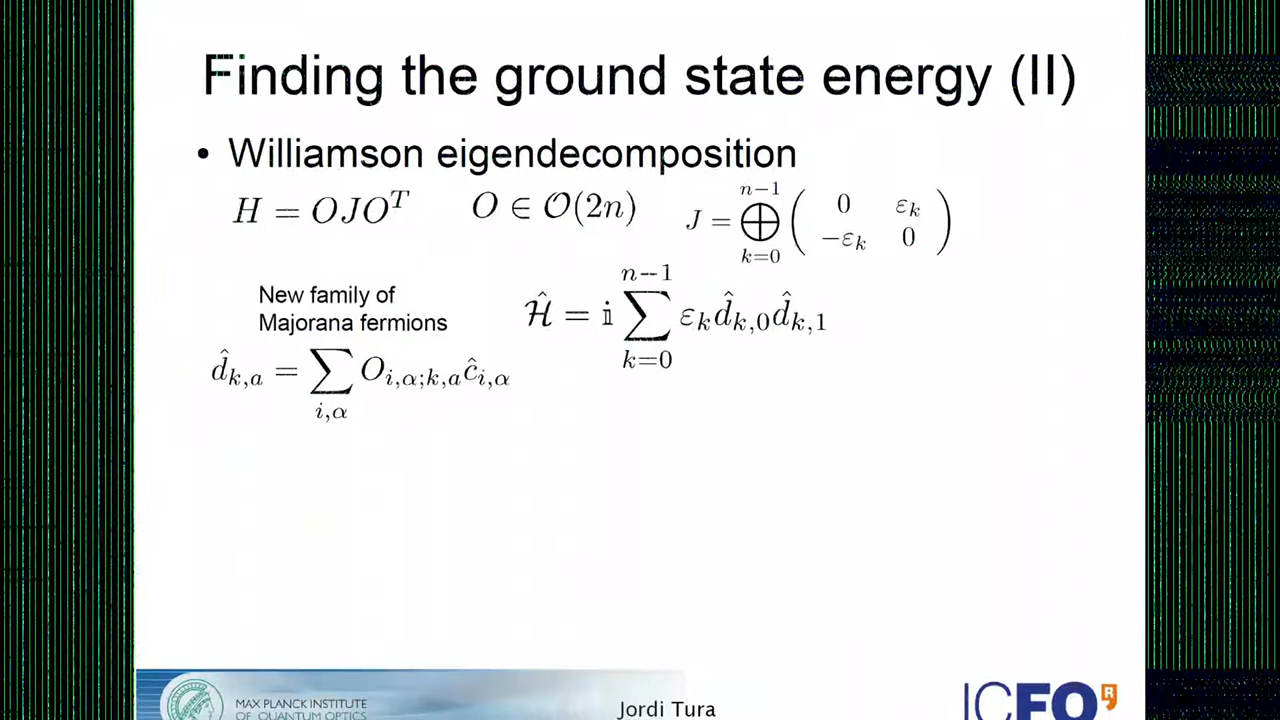 Finding the ground state energy (II)
• Williamson eigendecomposition
H = OJO^T   O ∈ 𝒪(2n)   J = ⊕_{k=0}^{n−1} ( 0 ε_k ; −ε_k 0 )
New family of
Majorana fermions
Ĥ = i ∑_{k=0}^{n−1} ε_k d̂_{k,0} d̂_{k,1}
d̂_{k,a} = ∑_{i,α} O_{i,α;k,a} ĉ_{i,α}
MAX PLANCK INSTITUTE
OF QUANTUM OPTICS
Jordi Tura
ICFO R